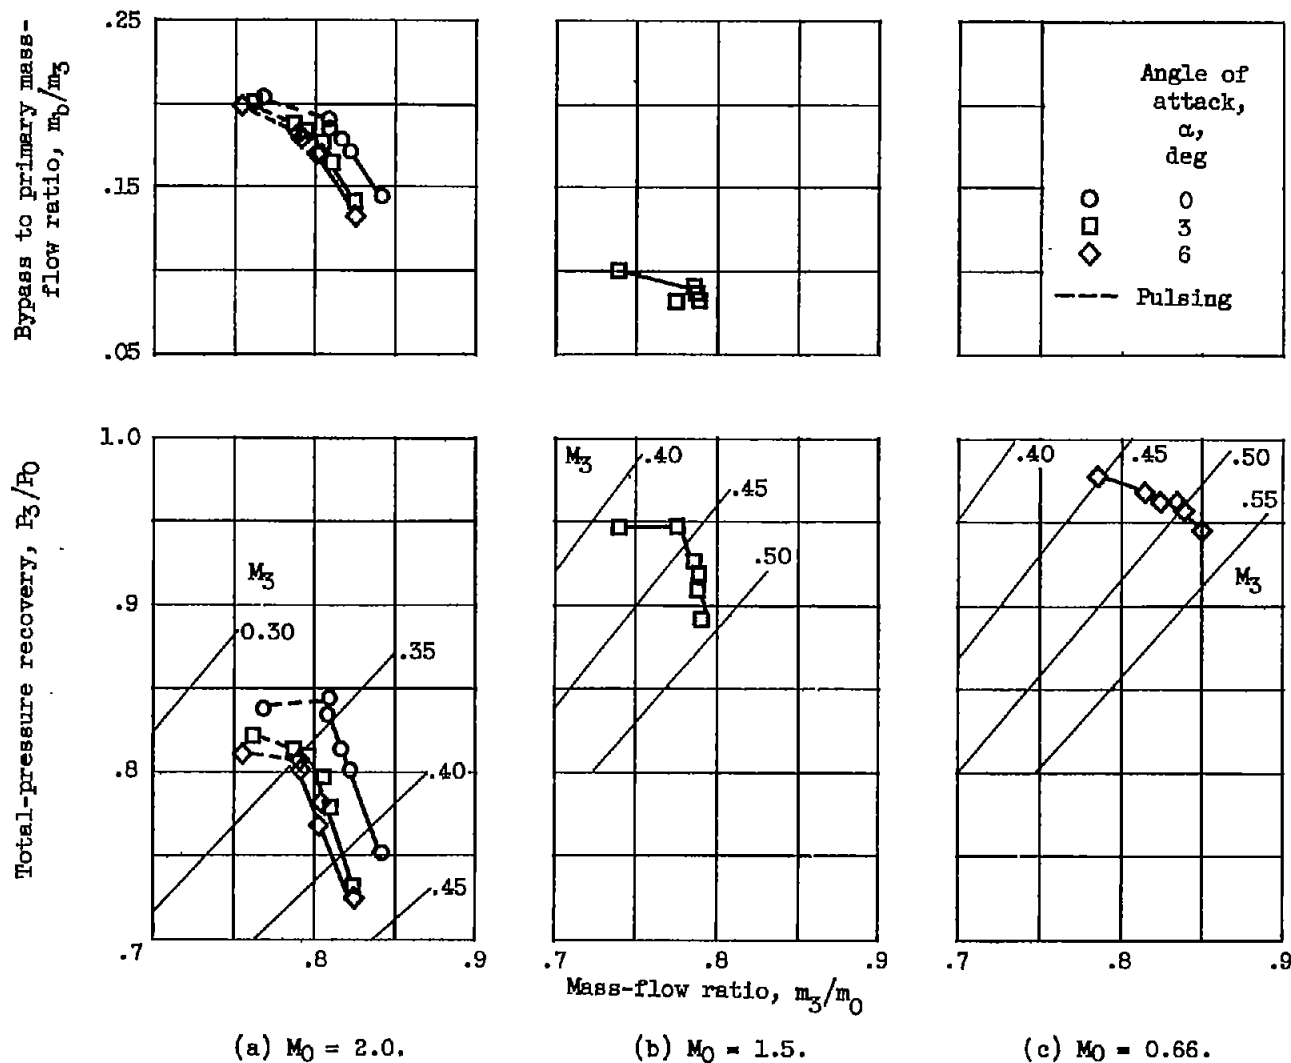 Bypass to primary mass-
flow ratio, m_b/m_3
.25
.15
.05
Angle of
attack,
α,
deg
0
3
6
Pulsing
Total-pressure recovery, P_3/P_0
1.0
.9
.8
.7
M_3
0.30
.35
.40
.45
M_3
.40
.45
.50
.40
.45
.50
.55
M_3
.7
.8
.9
.7
.8
.9
.7
.8
.9
Mass-flow ratio, m_3/m_0
(a) M_0 = 2.0.
(b) M_0 = 1.5.
(c) M_0 = 0.66.